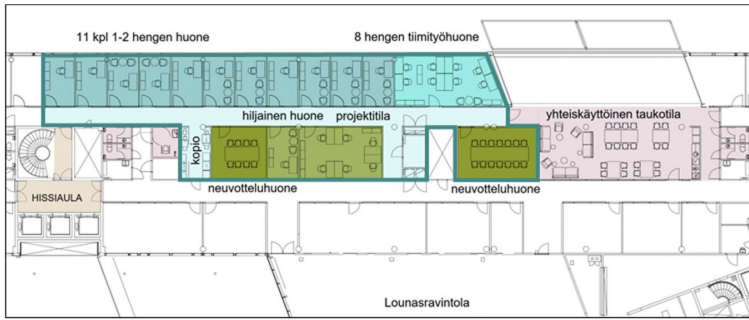 11 kpl 1-2 hengen huone
8 hengen tiimityöhuone
hiljainen huone
projektitila
yhteiskäyttöinen taukotila
kopio
neuvotteluhuone
neuvotteluhuone
HISSIAULA
Lounasravintola